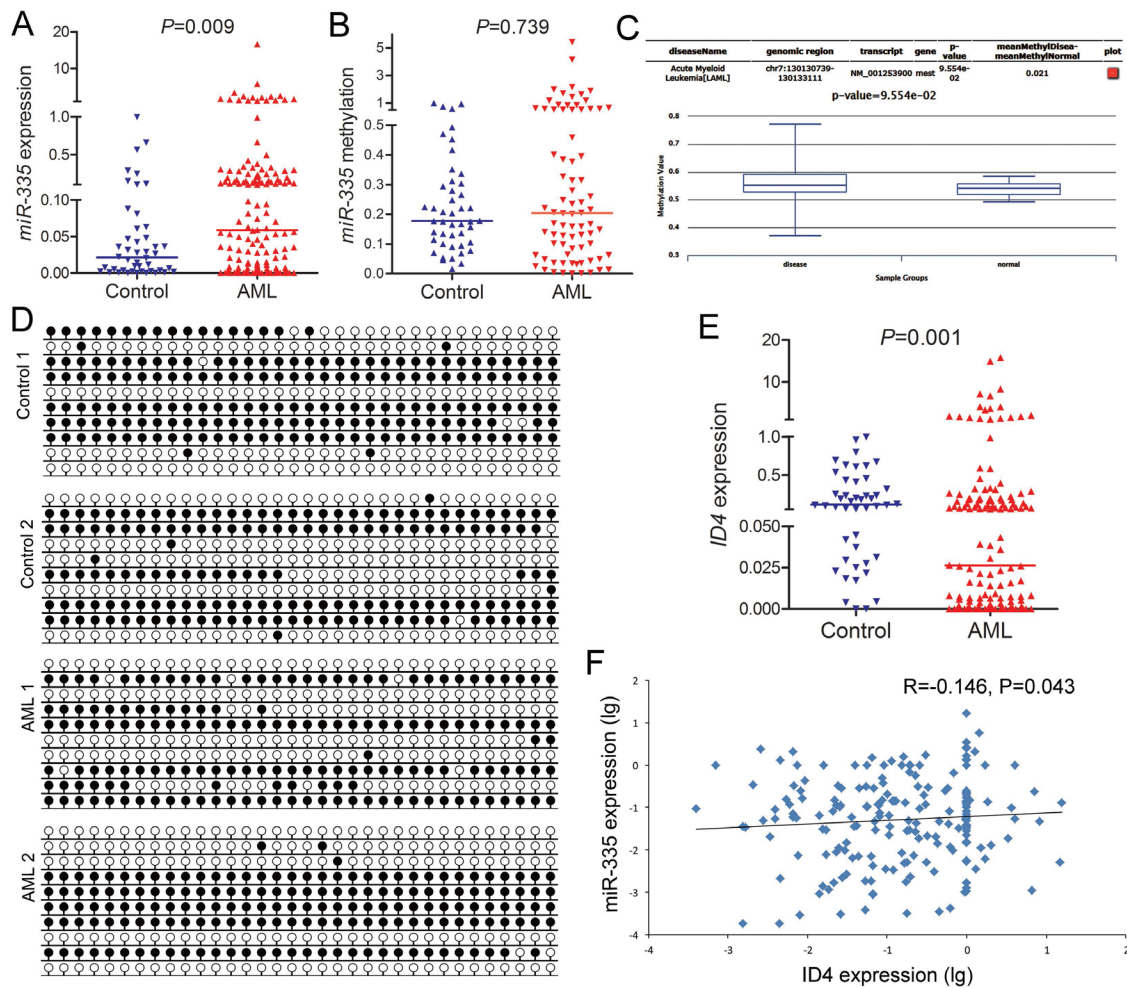 A
P=0.009
miR-335 expression
20
10
1
1.0
0.5
0.10
0.05
0.00
Control
AML
B
P=0.739
miR-335 methylation
5
3
1
0.5
0.4
0.3
0.2
0.1
0.0
Control
AML
C
diseaseName genomic region transcript gene p-value meanMethylDisea-meanMethylNormal plot
Acute Myeloid
Leukemia[LAML]
chr7:130130739-
130133111
NM_001253900 mest
9.554e-
02
0.021
p-value=9.554e-02
Methylation Value
0.8
0.7
0.6
0.5
0.4
0.3
disease
normal
Sample Groups
D
Control 1
Control 2
AML 1
AML 2
E
P=0.001
ID4 expression
20
10
1
1.0
0.5
0.050
0.025
0.000
Control
AML
F
R=-0.146, P=0.043
miR-335 expression (lg)
2
1
0
-1
-2
-3
-4
-4
-3
-2
-1
0
1
2
ID4 expression (lg)